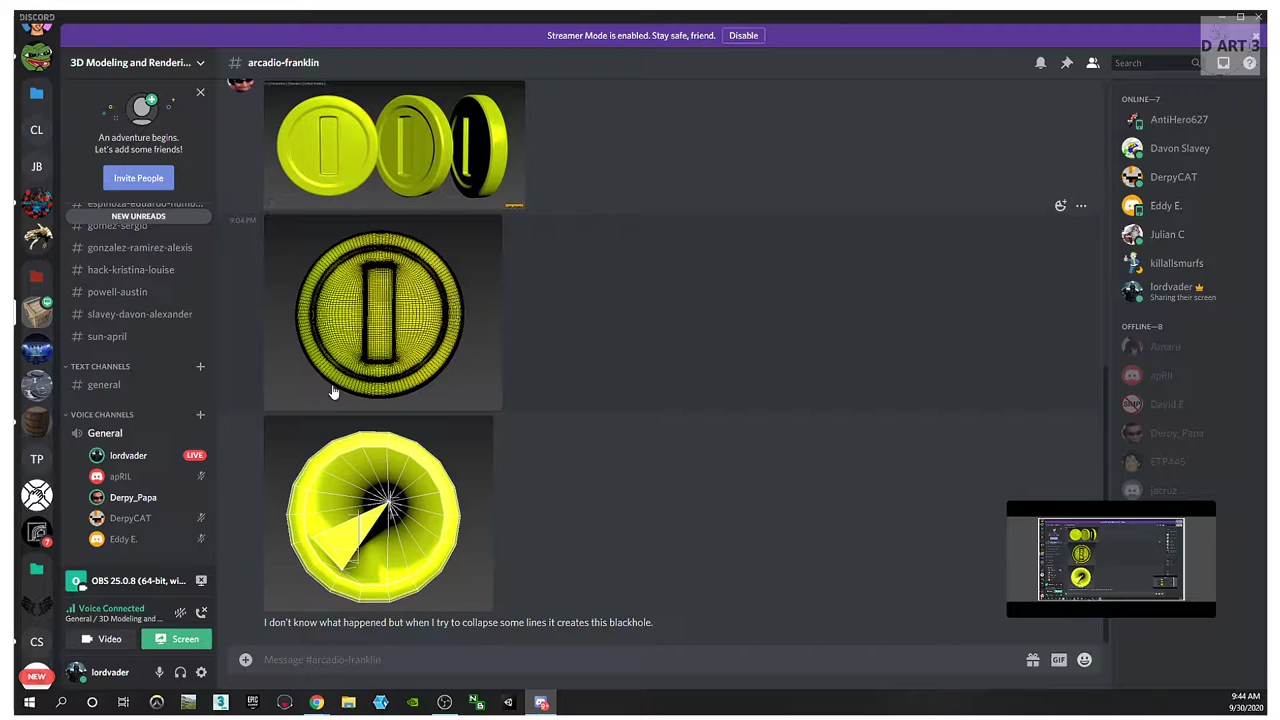 DISCORD
Streamer Mode is enabled. Stay safe, friend.
Disable
D ART 3
3D Modeling and Renderi...
# arcadio-franklin
Search
An adventure begins.
Let's add some friends!
Invite People
NEW UNREADS
# gomez-sergio
# gonzalez-ramirez-alexis
# hack-kristina-louise
# powell-austin
# slavey-davon-alexander
# sun-april
TEXT CHANNELS
# general
VOICE CHANNELS
General
lordvader
LIVE
apRIL
Derpy_Papa
DerpyCAT
Eddy E.
OBS 25.0.8 (64-bit, wi...
Voice Connected
General / 3D Modeling and ...
Video
Screen
lordvader
CL
JB
TP
7
CS
NEW
9:04 PM
I don't know what happened but when I try to collapse some lines it creates this blackhole.
Message #arcadio-franklin
GIF
ONLINE—7
AntiHero627
Davon Slavey
DerpyCAT
Eddy E.
Julian C
killallsmurfs
lordvader
Sharing their screen
OFFLINE—8
Amaru
apRIL
David E
Derpy_Papa
ETP445
jacruz
9:44 AM
9/30/2020